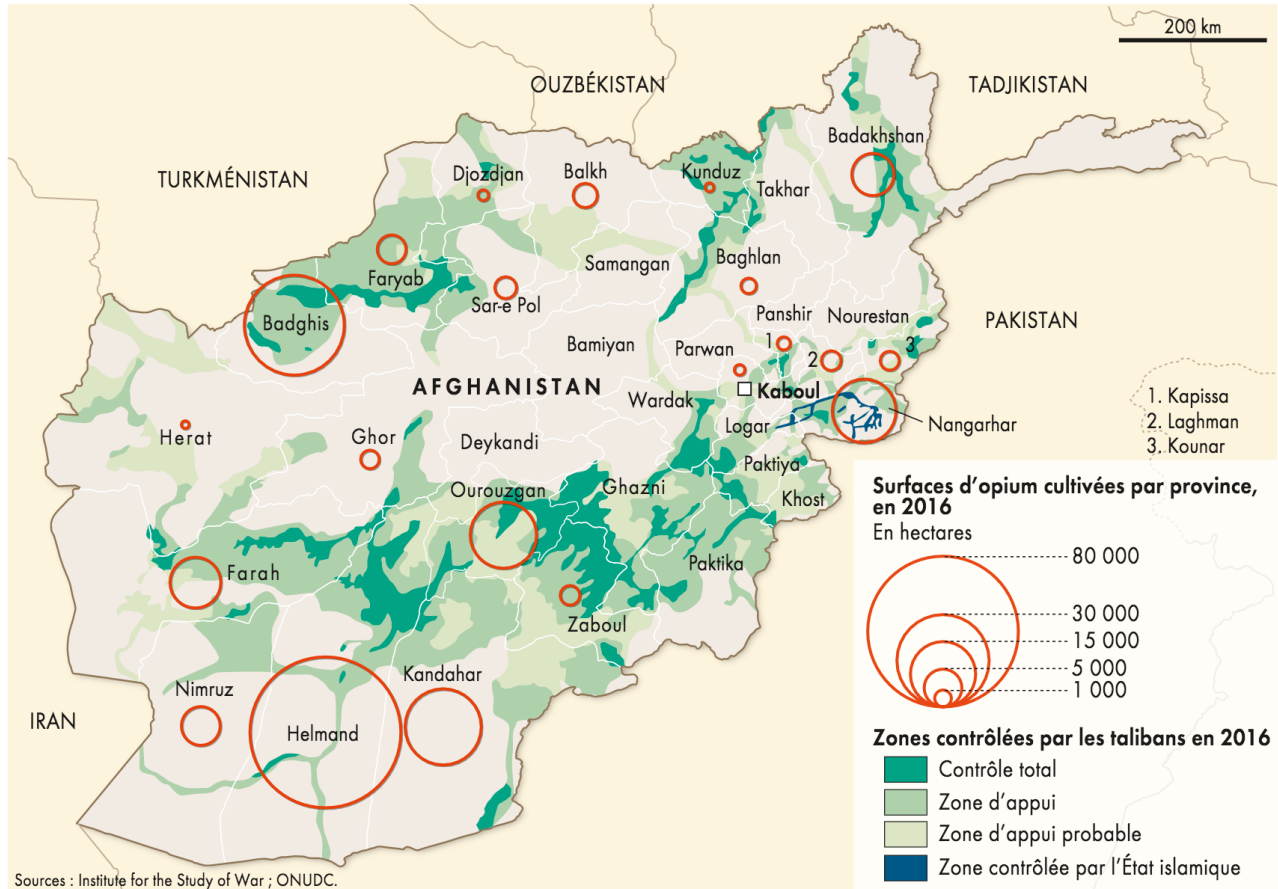 200 km
OUZBÉKISTAN
TADJIKISTAN
TURKMÉNISTAN
Badakhshan
Djozdjan
Balkh
Kunduz
Takhar
Faryab
Samangan
Baghlan
Sar-e Pol
Badghis
Panshir
Nourestan
PAKISTAN
Bamiyan
Parwan
1
2
3
AFGHANISTAN
Kaboul
Wardak
Nangarhar
1. Kapissa
2. Laghman
3. Kounar
Herat
Ghor
Deykandi
Logar
Paktiya
Ourouzgan
Ghazni
Khost
Farah
Paktika
Zaboul
Nimruz
Kandahar
IRAN
Helmand
Surfaces d'opium cultivées par province,
en 2016
En hectares
80 000
30 000
15 000
5 000
1 000
Zones contrôlées par les talibans en 2016
Contrôle total
Zone d'appui
Zone d'appui probable
Zone contrôlée par l'État islamique
Sources : Institute for the Study of War ; ONUDC.